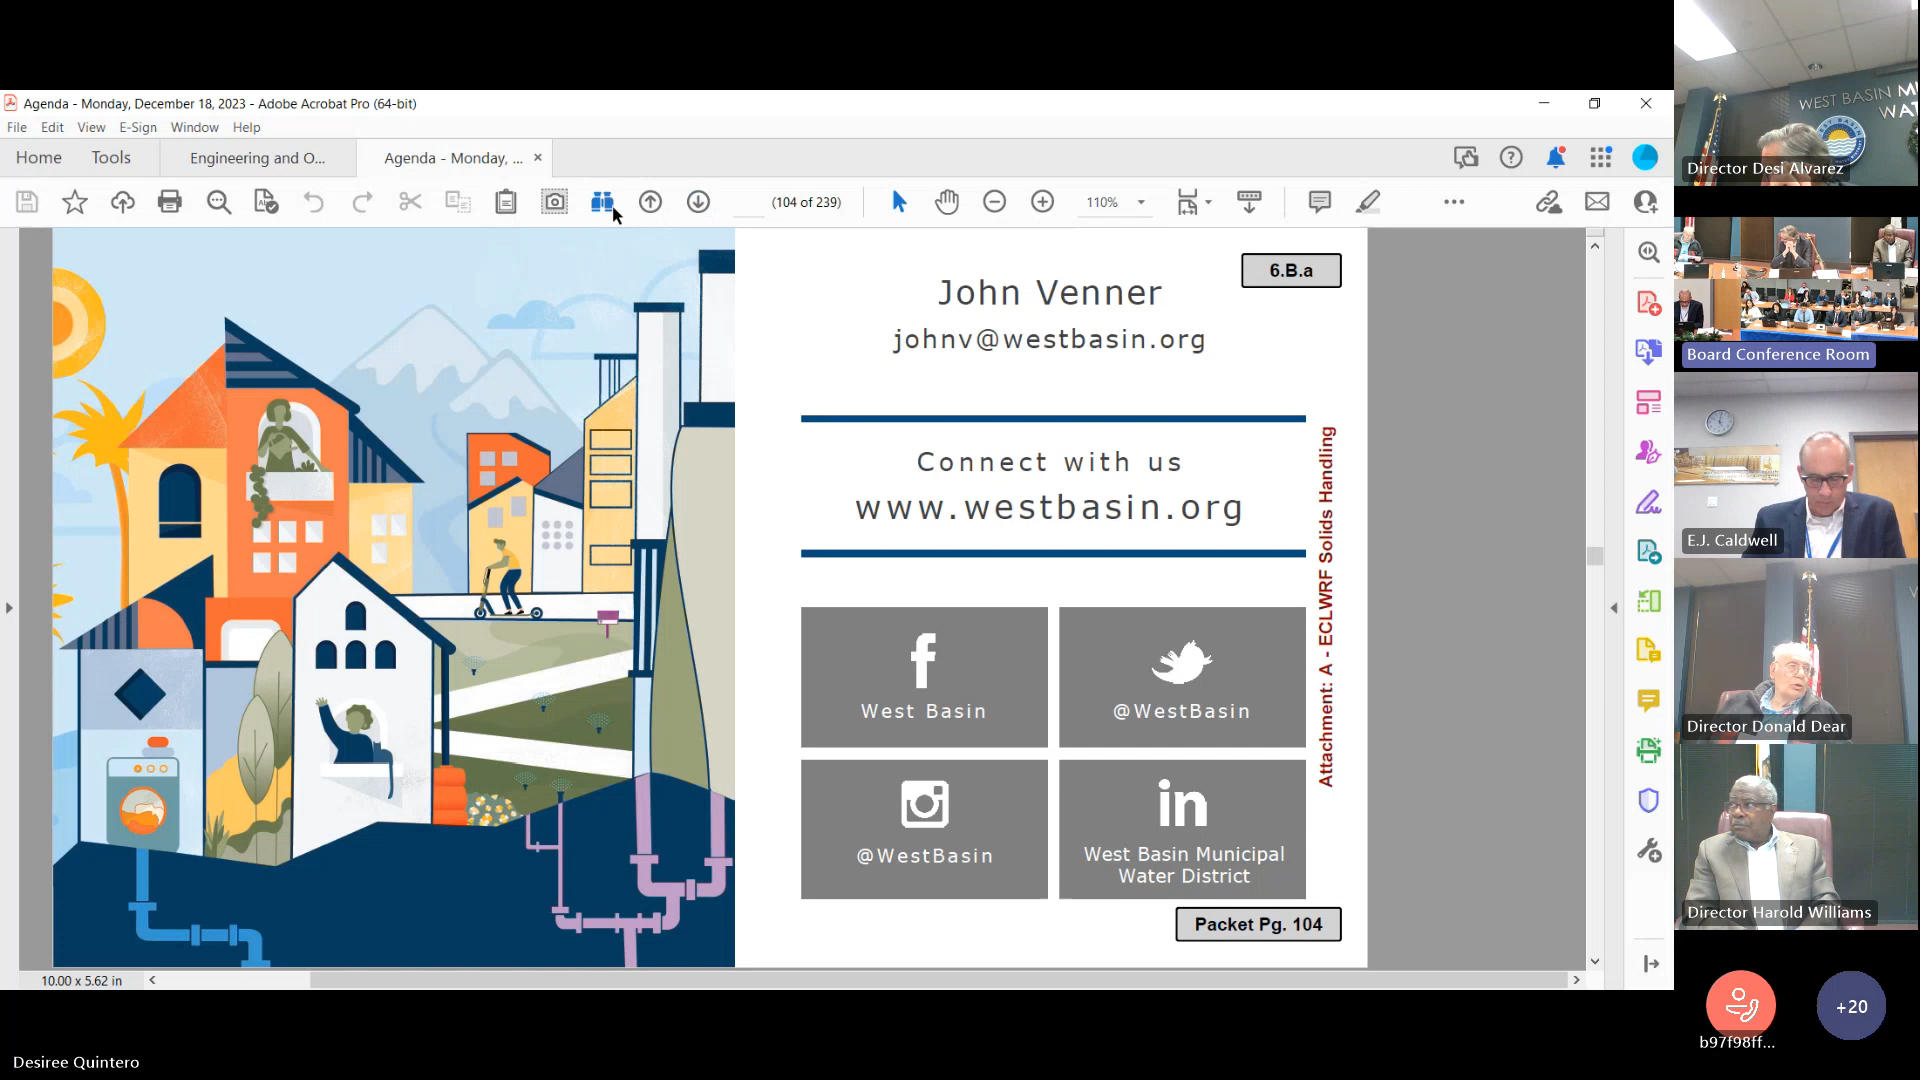 Agenda - Monday, December 18, 2023 - Adobe Acrobat Pro (64-bit)
File Edit View E-Sign Window Help
Home Tools Engineering and O... Agenda - Monday, ...
(104 of 239) 110%
6.B.a
John Venner
johnv@westbasin.org
Connect with us
www.westbasin.org
Attachment: A - ECLWRF Solids Handling
West Basin
@WestBasin
@WestBasin
in
West Basin Municipal
Water District
Packet Pg. 104
10.00 x 5.62 in
WEST BASIN
Director Desi Alvarez
Board Conference Room
E.J. Caldwell
Director Donald Dear
Director Harold Williams
b97f98ff...
+20
Desiree Quintero